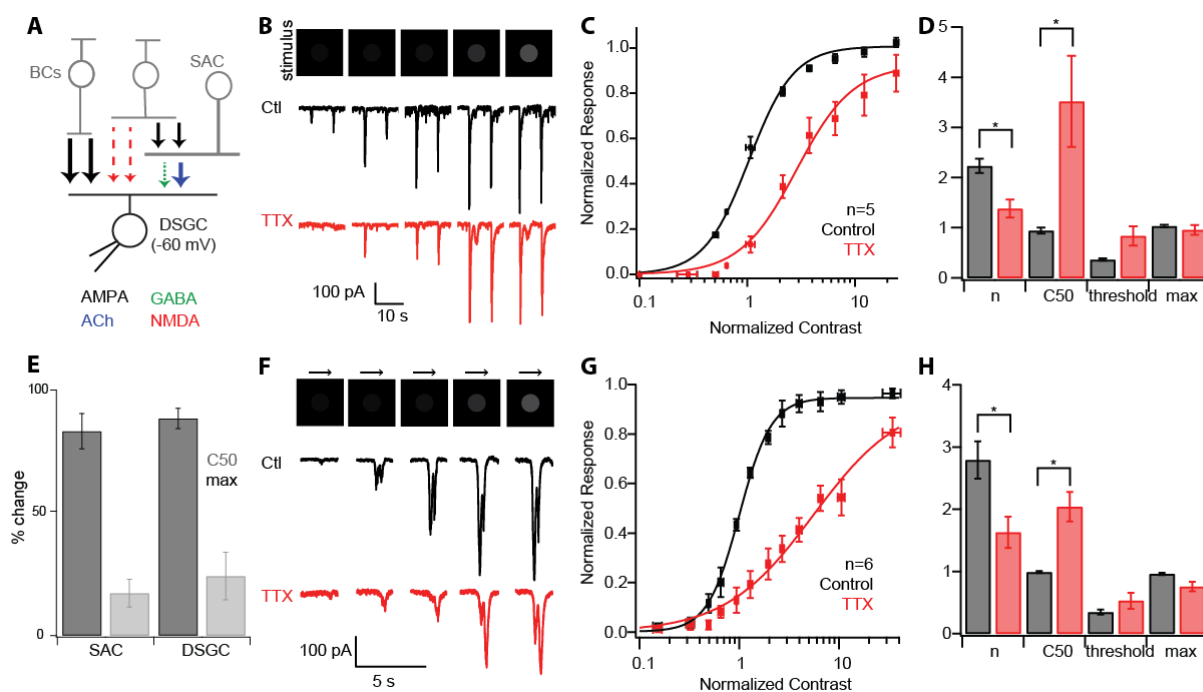 A
BCs
SAC
DSGC
(-60 mV)
AMPA GABA
ACh NMDA
B
stimulus
Ctl
TTX
100 pA
10 s
C
Normalized Response
1.0
0.8
0.6
0.4
0.2
0.0
n=5
Control
TTX
0.1 1 10
Normalized Contrast
D
5
4
3
2
1
0
*
*
n C50 threshold max
E
% change
100
50
0
C50
max
SAC DSGC
F
Ctl
TTX
100 pA
5 s
G
Normalized Response
1.0
0.8
0.6
0.4
0.2
0.0
n=6
Control
TTX
0.1 1 10
Normalized Contrast
H
4
3
2
1
0
*
*
n C50 threshold max